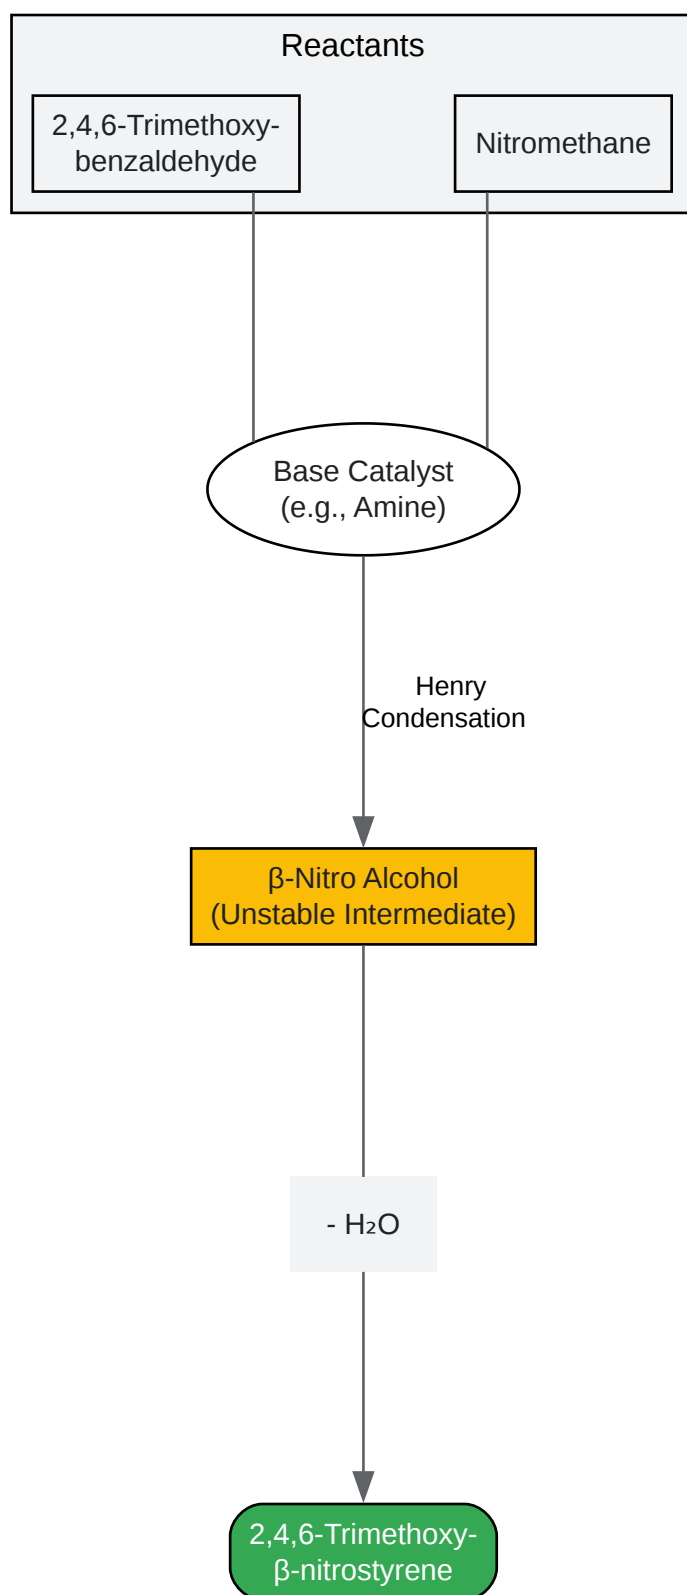 Reactants
2,4,6-Trimethoxy-
benzaldehyde
Nitromethane
Base Catalyst
(e.g., Amine)
Henry
Condensation
β-Nitro Alcohol
(Unstable Intermediate)
- H₂O
2,4,6-Trimethoxy-
β-nitrostyrene